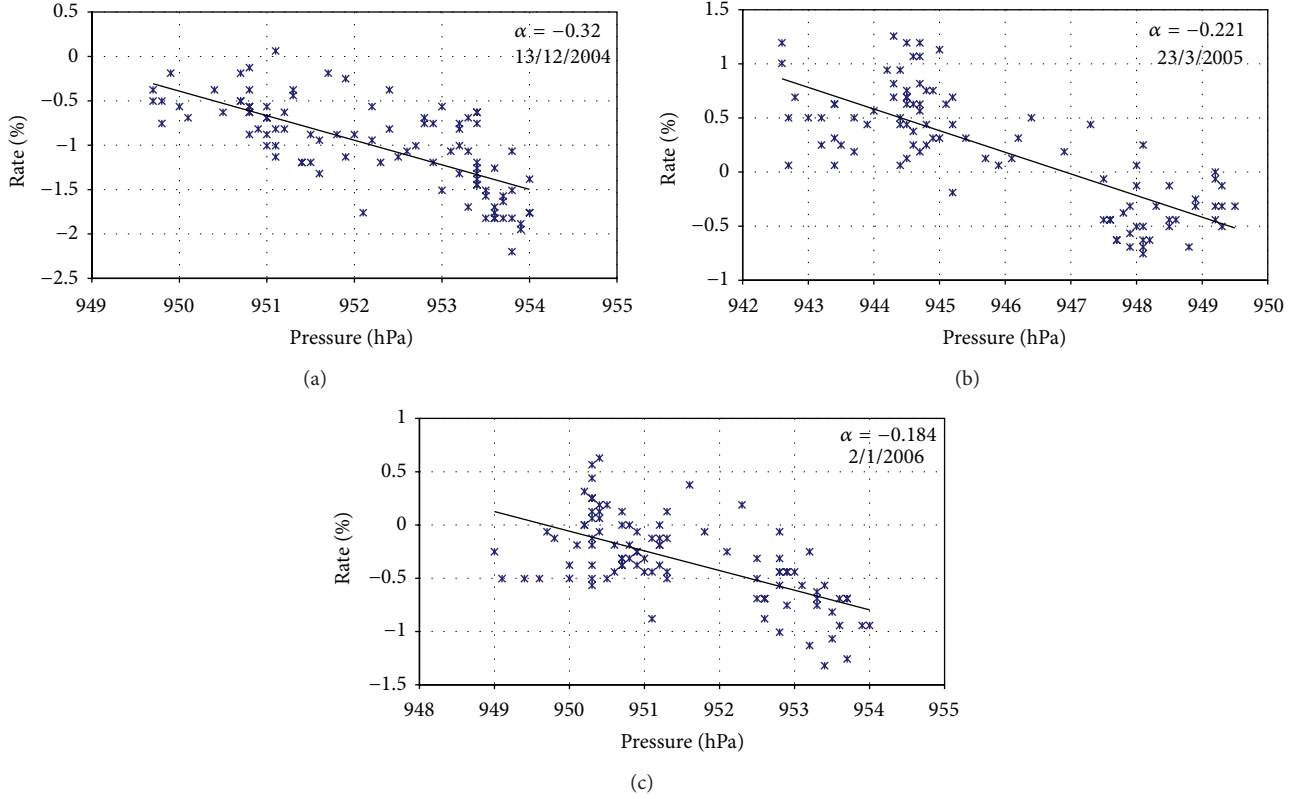 α = −0.32
13/12/2004
0.5
0
−0.5
−1
−1.5
−2
−2.5
Rate (%)
949 950 951 952 953 954 955
Pressure (hPa)
(a)
α = −0.221
23/3/2005
1.5
1
0.5
0
−0.5
−1
Rate (%)
942 943 944 945 946 947 948 949 950
Pressure (hPa)
(b)
α = −0.184
2/1/2006
1
0.5
0
−0.5
−1
−1.5
Rate (%)
948 949 950 951 952 953 954 955
Pressure (hPa)
(c)